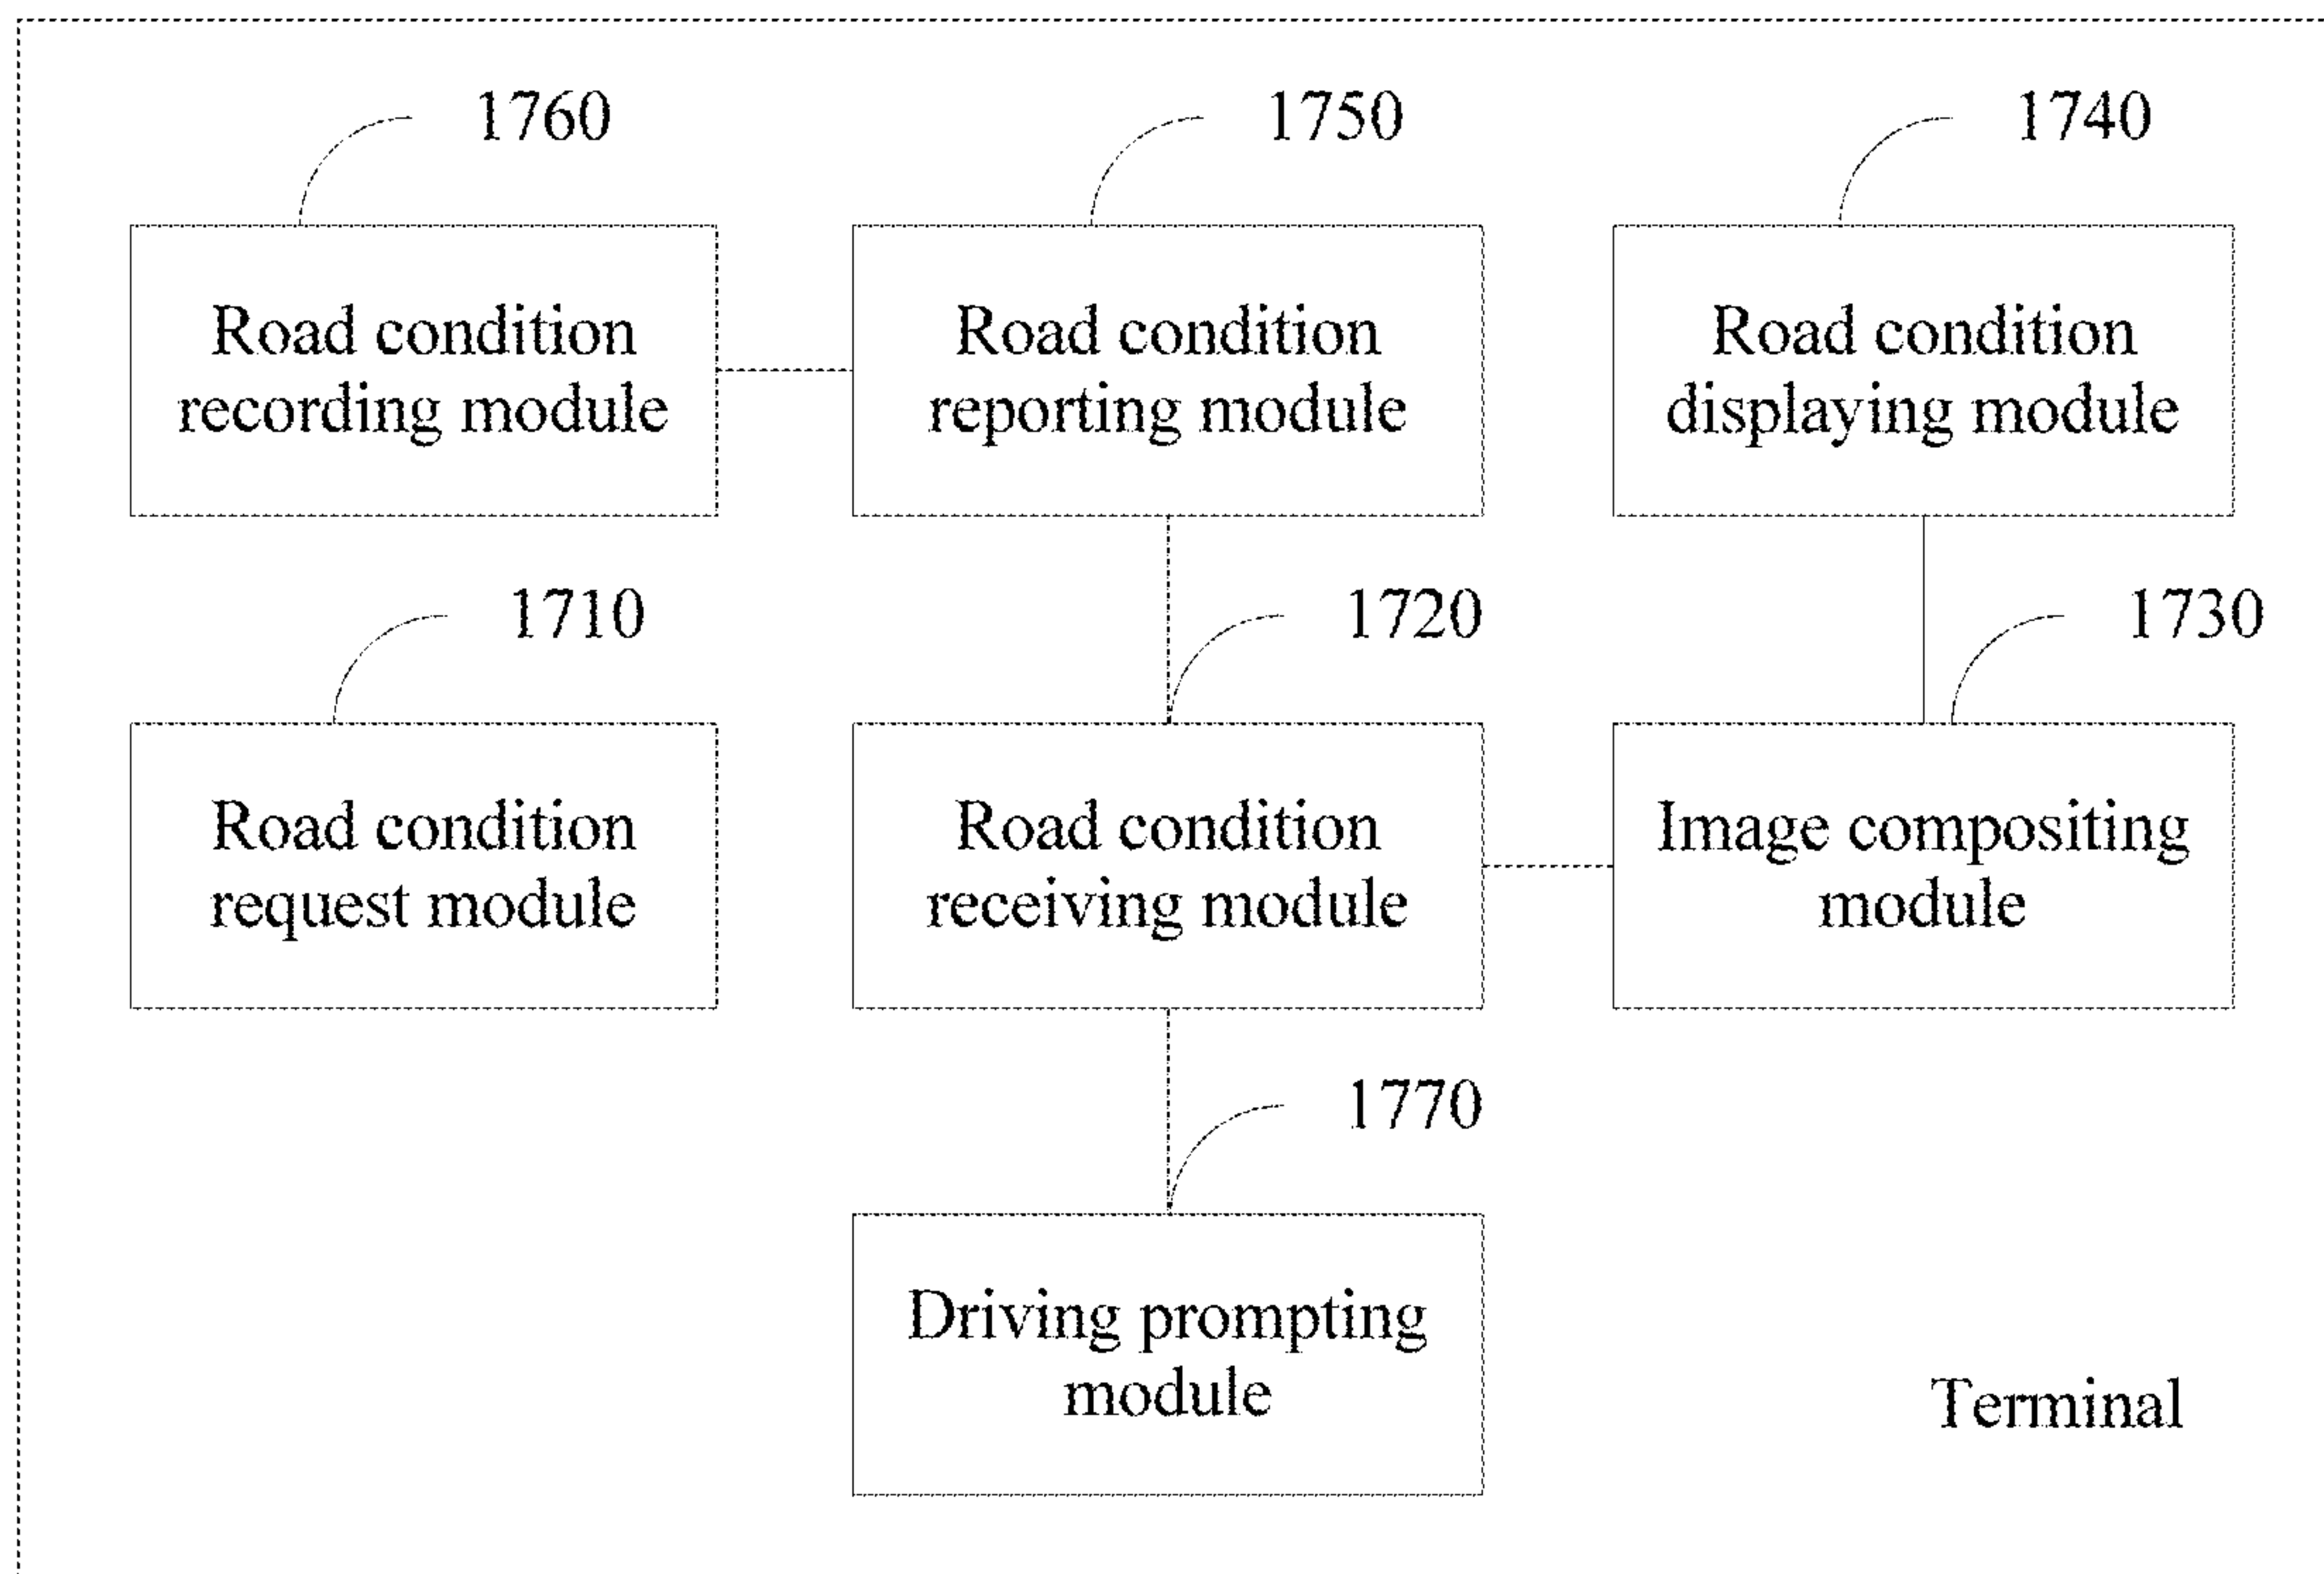 1760
1750
1740
Road condition
recording module
Road condition
reporting module
Road condition
displaying module
1710
1720
1730
Road condition
request module
Road condition
receiving module
Image compositing
module
1770
Driving prompting
module
Terminal